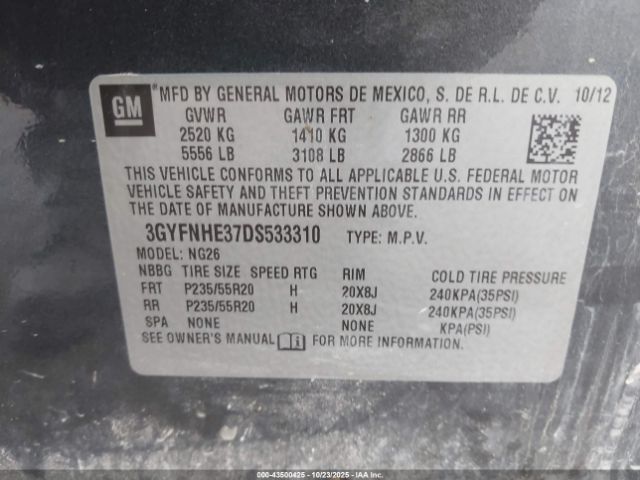 GM
MFD BY GENERAL MOTORS DE MEXICO, S. DE R.L. DE C.V. 10/12
GVWR GAWR FRT GAWR RR
2520 KG 1410 KG 1300 KG
5556 LB 3108 LB 2866 LB
THIS VEHICLE CONFORMS TO ALL APPLICABLE U.S. FEDERAL MOTOR
VEHICLE SAFETY AND THEFT PREVENTION STANDARDS IN EFFECT ON
THE DATE OF MANUFACTURE SHOWN ABOVE.
3GYFNHE37DS533310 TYPE: M.P.V.
MODEL: NG26
NBBG TIRE SIZE SPEED RTG RIM COLD TIRE PRESSURE
FRT P235/55R20 H 20X8J 240KPA(35PSI)
RR P235/55R20 H 20X8J 240KPA(35PSI)
SPA NONE NONE KPA(PSI)
SEE OWNER'S MANUAL FOR MORE INFORMATION.
000-43500425 - 10/23/2025 - © IAA, Inc.